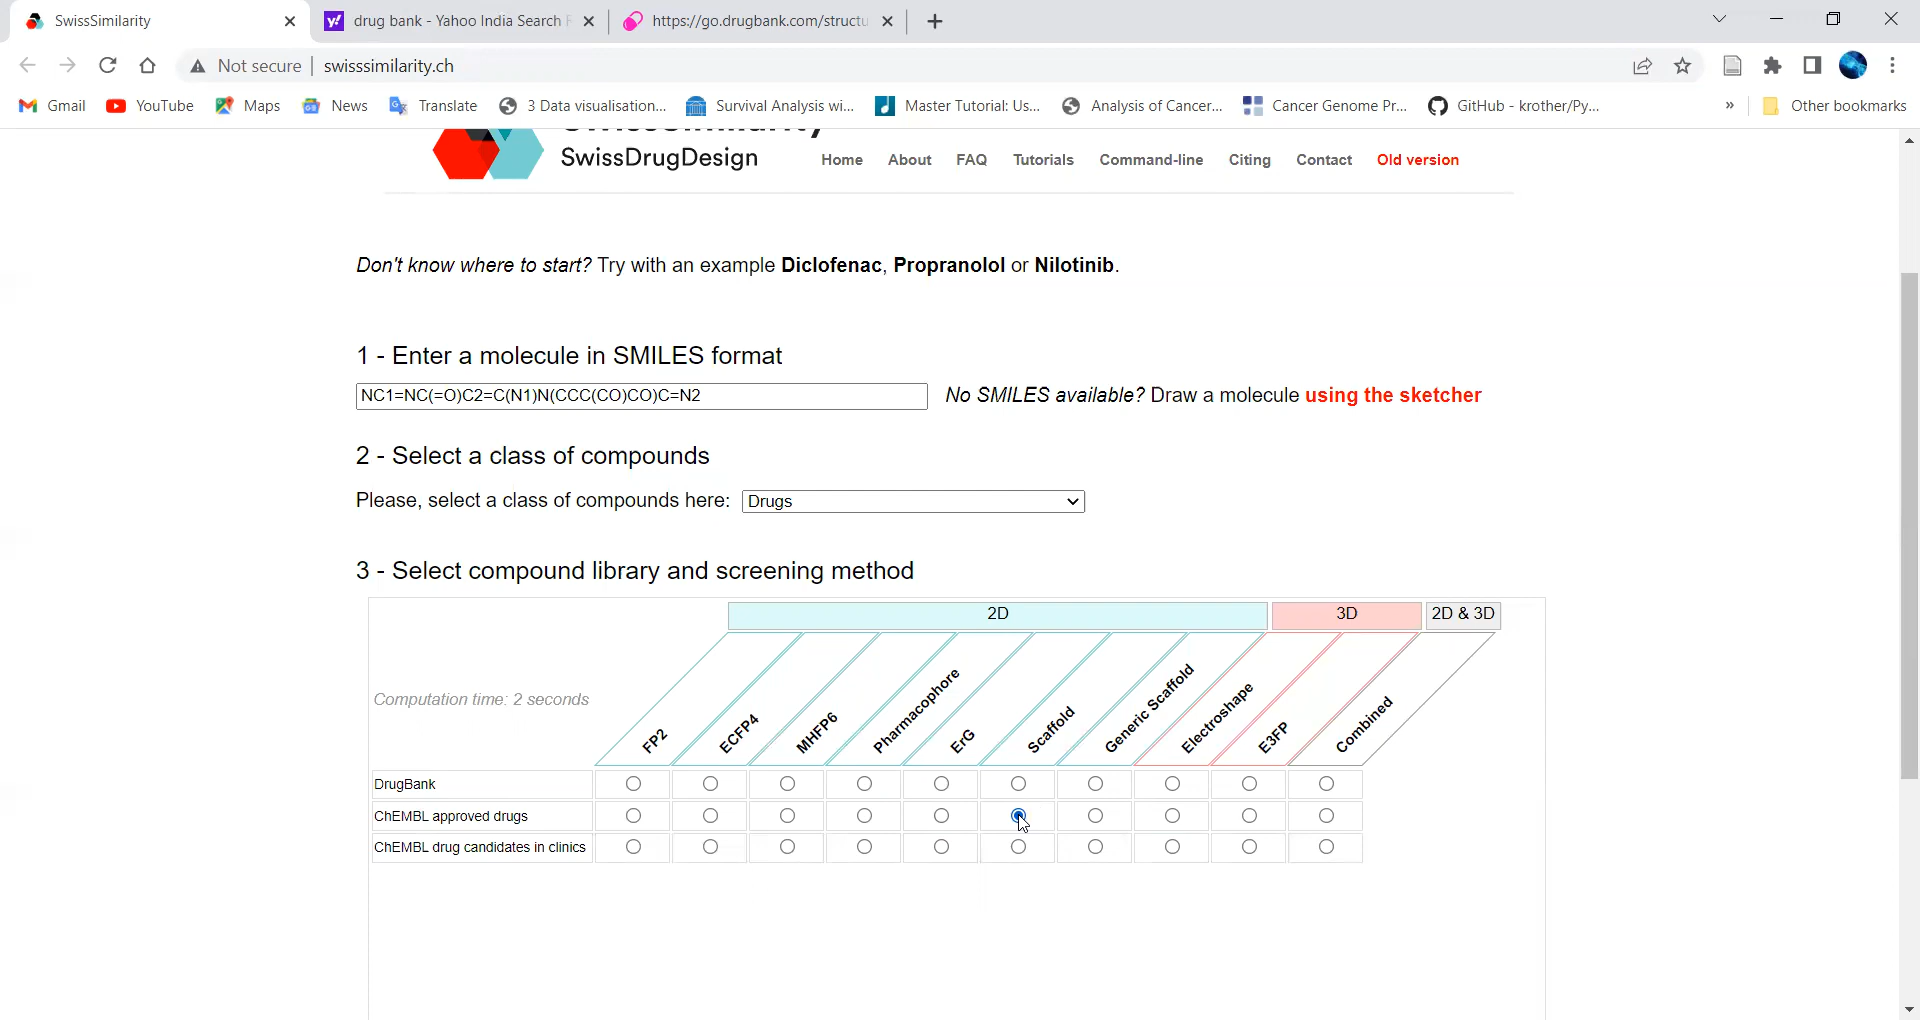 SwissSimilarity
drug bank - Yahoo India Search
https://go.drugbank.com/structu
Not secure | swisssimilarity.ch
Gmail YouTube Maps News Translate 3 Data visualisation... Survival Analysis wi... Master Tutorial: Us... Analysis of Cancer... Cancer Genome Pr... GitHub - krother/Py... » Other bookmarks
SwissSimilarity
SwissDrugDesign
Home About FAQ Tutorials Command-line Citing Contact Old version
Don't know where to start? Try with an example Diclofenac, Propranolol or Nilotinib.
1 - Enter a molecule in SMILES format
NC1=NC(=O)C2=C(N1)N(CCC(CO)CO)C=N2
No SMILES available? Draw a molecule using the sketcher
2 - Select a class of compounds
Please, select a class of compounds here: Drugs
3 - Select compound library and screening method
2D 3D 2D & 3D
Computation time: 2 seconds
FP2
ECFP4
MHFP6
Pharmacophore
ErG
Scaffold
Generic Scaffold
Electroshape
E3FP
Combined
DrugBank
ChEMBL approved drugs
ChEMBL drug candidates in clinics